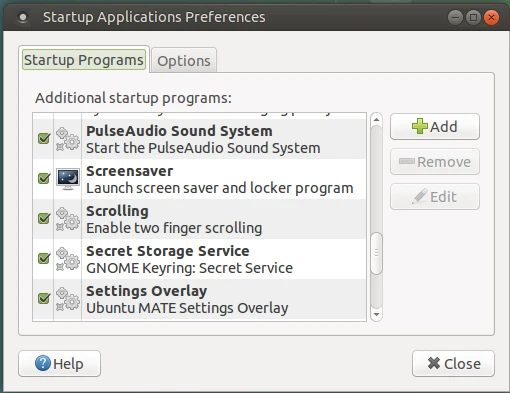 Startup Applications Preferences
Startup Programs
Options
Additional startup programs:
PulseAudio Sound System
Start the PulseAudio Sound System
Screensaver
Launch screen saver and locker program
Scrolling
Enable two finger scrolling
Secret Storage Service
GNOME Keyring: Secret Service
Settings Overlay
Ubuntu MATE Settings Overlay
Add
Remove
Edit
Help
Close